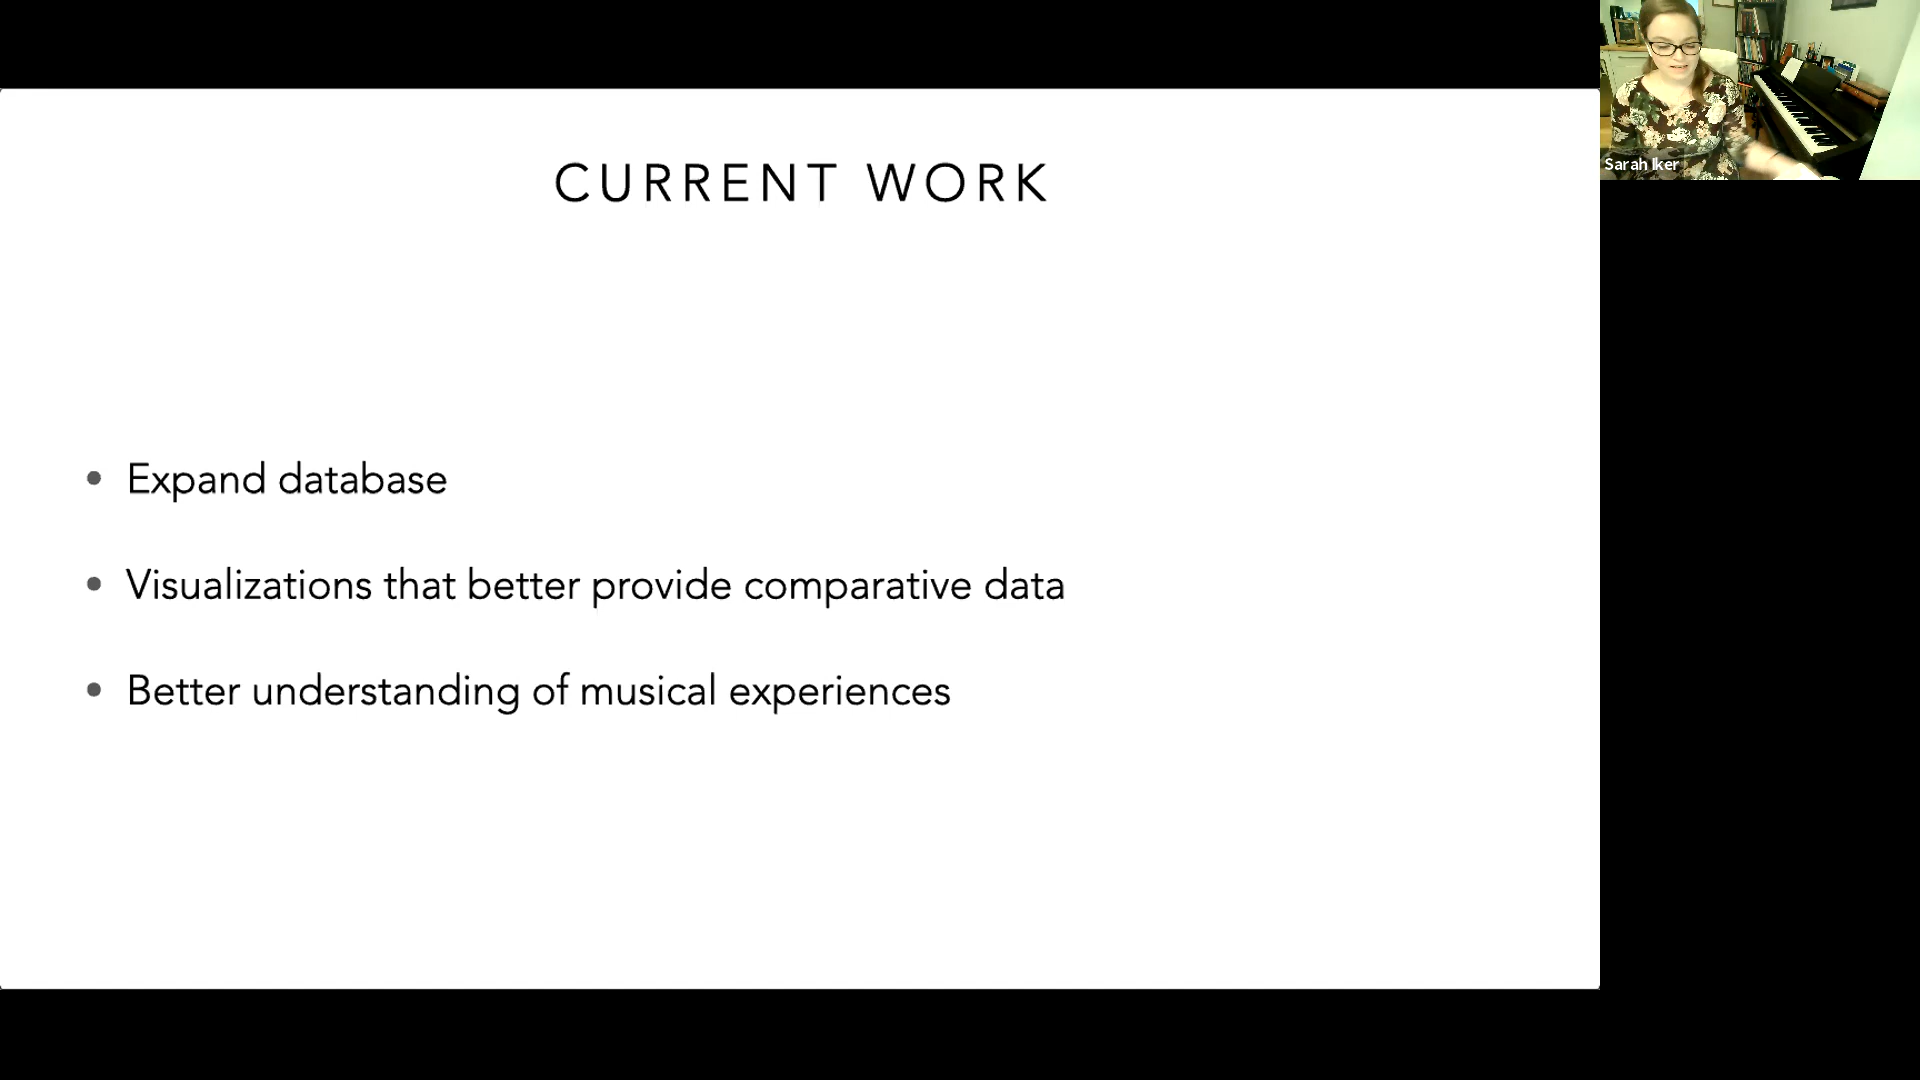 CURRENT WORK
• Expand database
• Visualizations that better provide comparative data
• Better understanding of musical experiences
Sarah Iker